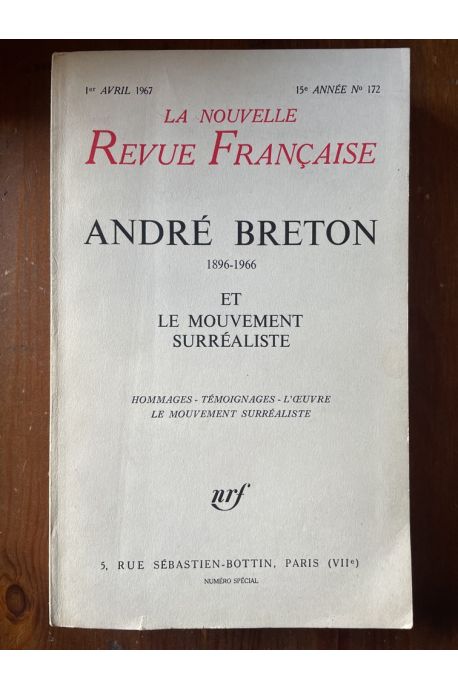 1er AVRIL 1967 15e ANNÉE No 172
LA NOUVELLE
REVUE FRANÇAISE
ANDRÉ BRETON
1896-1966
ET
LE MOUVEMENT
SURRÉALISTE
HOMMAGES - TÉMOIGNAGES - L'ŒUVRE
LE MOUVEMENT SURRÉALISTE
nrf
5, RUE SÉBASTIEN-BOTTIN, PARIS (VIIe)
NUMÉRO SPÉCIAL